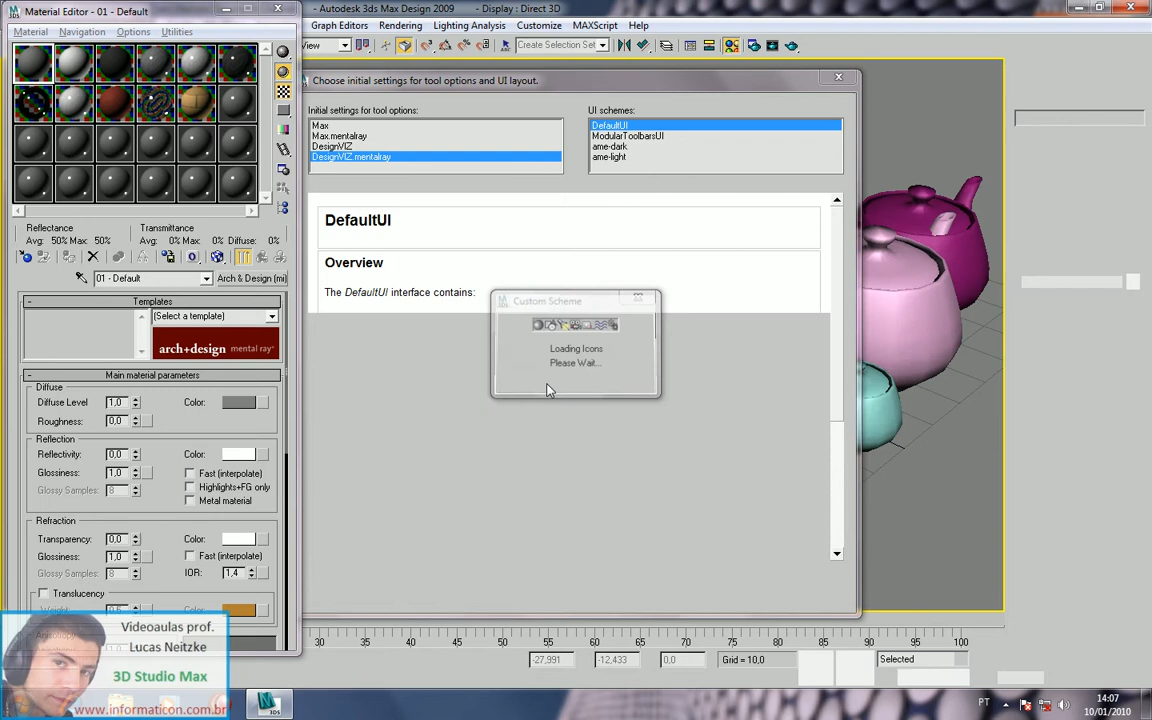 Material Editor - 01 - Default
- Autodesk 3ds Max Design 2009 - Display : Direct 3D
Material Navigation Options Utilities
Graph Editors Rendering Lighting Analysis Customize MAXScript Help
View
Create Selection Set
Choose initial settings for tool options and UI layout.
Initial settings for tool options:
Max
Max.mentalray
DesignVIZ
DesignVIZ.mentalray
UI schemes:
DefaultUI
ModularToolbarsUI
ame-dark
ame-light
DefaultUI
Overview
The DefaultUI interface contains:
Custom Scheme
Loading Icons
Please Wait...
Reflectance
Avg: 50% Max: 50%
Transmittance
Avg: 0% Max: 0% Diffuse: 0%
01 - Default
Arch & Design (mi)
Templates
(Select a template)
arch+design mental ray
Main material parameters
Diffuse
Diffuse Level 1,0 Color:
Roughness: 0,0
Reflection
Reflectivity: 0,0 Color:
Glossiness: 1,0 Fast (interpolate)
Glossy Samples: 8 Highlights+FG only
Metal material
Refraction
Transparency: 0,0 Color:
Glossiness: 1,0 Fast (interpolate)
Glossy Samples: 8 IOR: 1,4
Translucency
Weight: 0,5 Color:
Videoaulas prof.
Lucas Neitzke
3D Studio Max
www.informaticon.com.br
30 35 40 45 50 55 60 65 70 75 80 85 90 95 100
-27,991 -12,433 0,0 Grid = 10,0 Selected
PT
14:07
10/01/2010